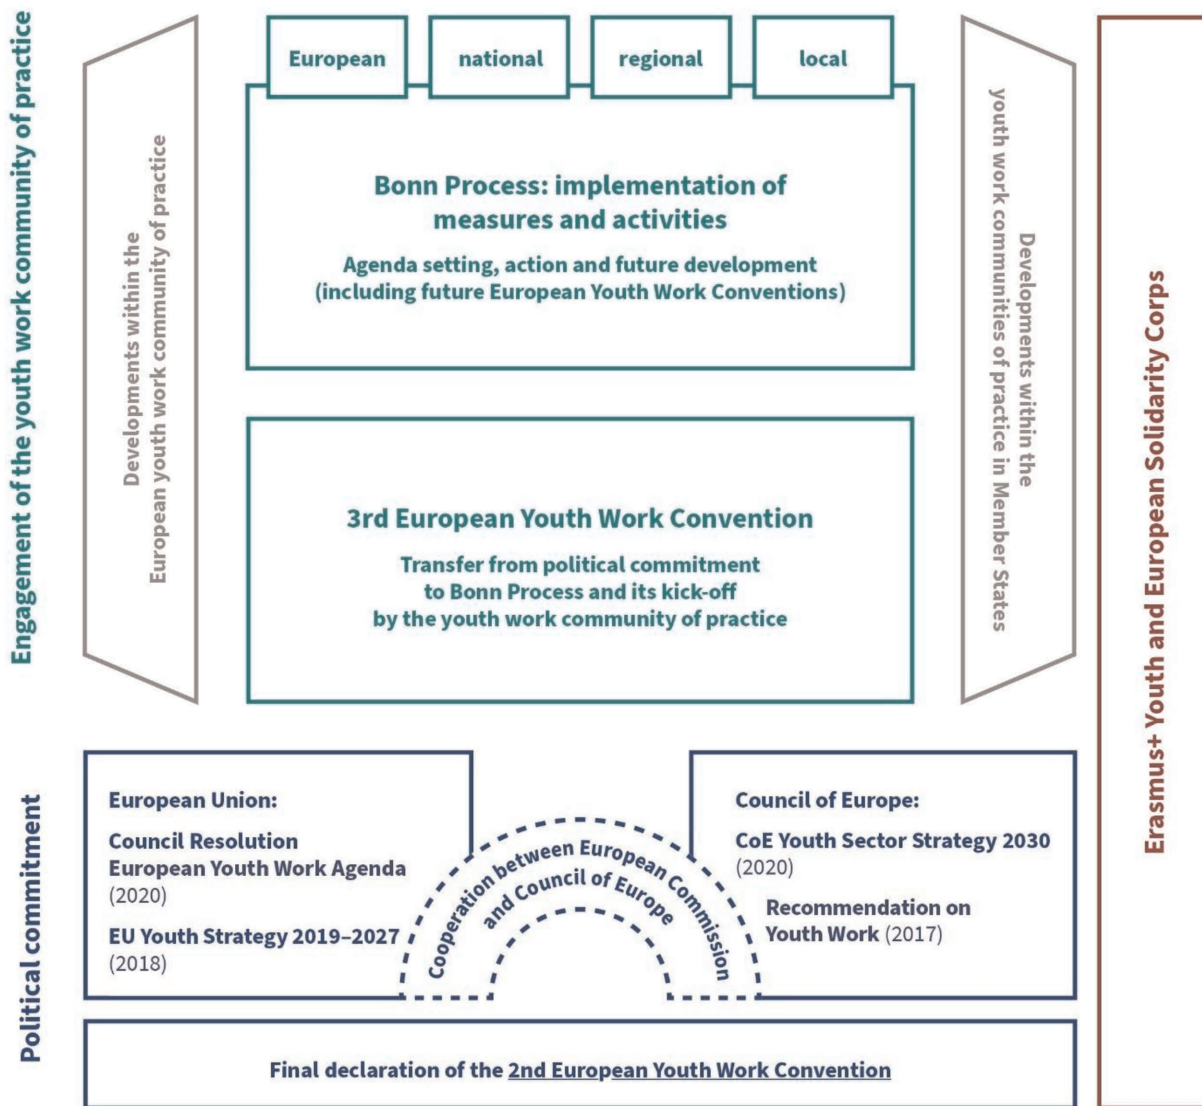 Engagement of the youth work community of practice
Developments within the
European youth work community of practice
European
national
regional
local
Bonn Process: implementation of
measures and activities
Agenda setting, action and future development
(including future European Youth Work Conventions)
3rd European Youth Work Convention
Transfer from political commitment
to Bonn Process and its kick-off
by the youth work community of practice
Developments within the
youth work communities of practice in Member States
Erasmus+ Youth and European Solidarity Corps
Political commitment
European Union:
Council Resolution
European Youth Work Agenda
(2020)
EU Youth Strategy 2019–2027
(2018)
Cooperation between European Commission
and Council of Europe
Council of Europe:
CoE Youth Sector Strategy 2030
(2020)
Recommendation on
Youth Work (2017)
Final declaration of the 2nd European Youth Work Convention